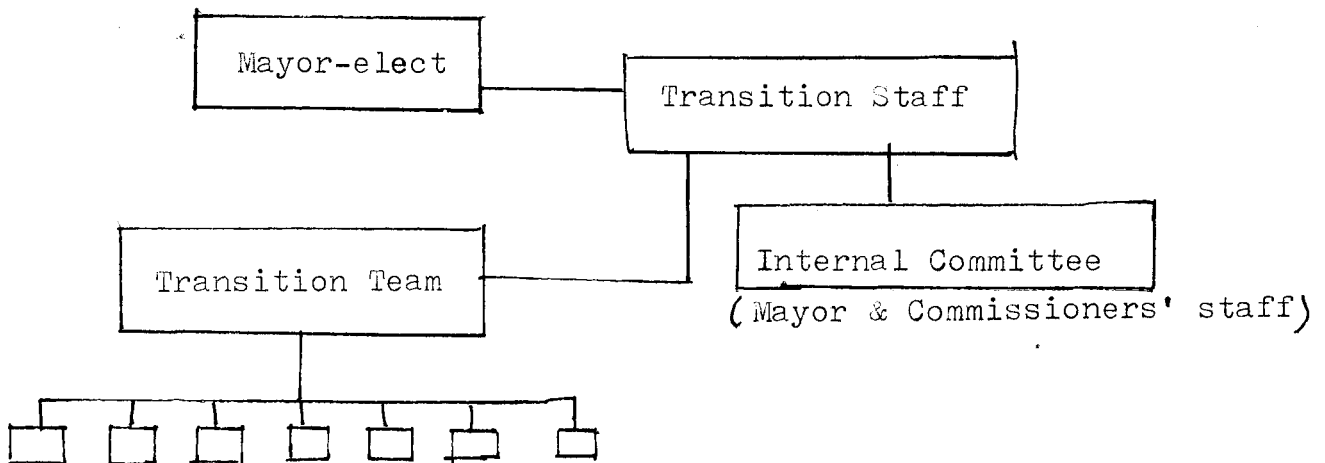 Mayor-elect
Transition Staff
Transition Team
Internal Committee
(Mayor & Commissioners' staff)